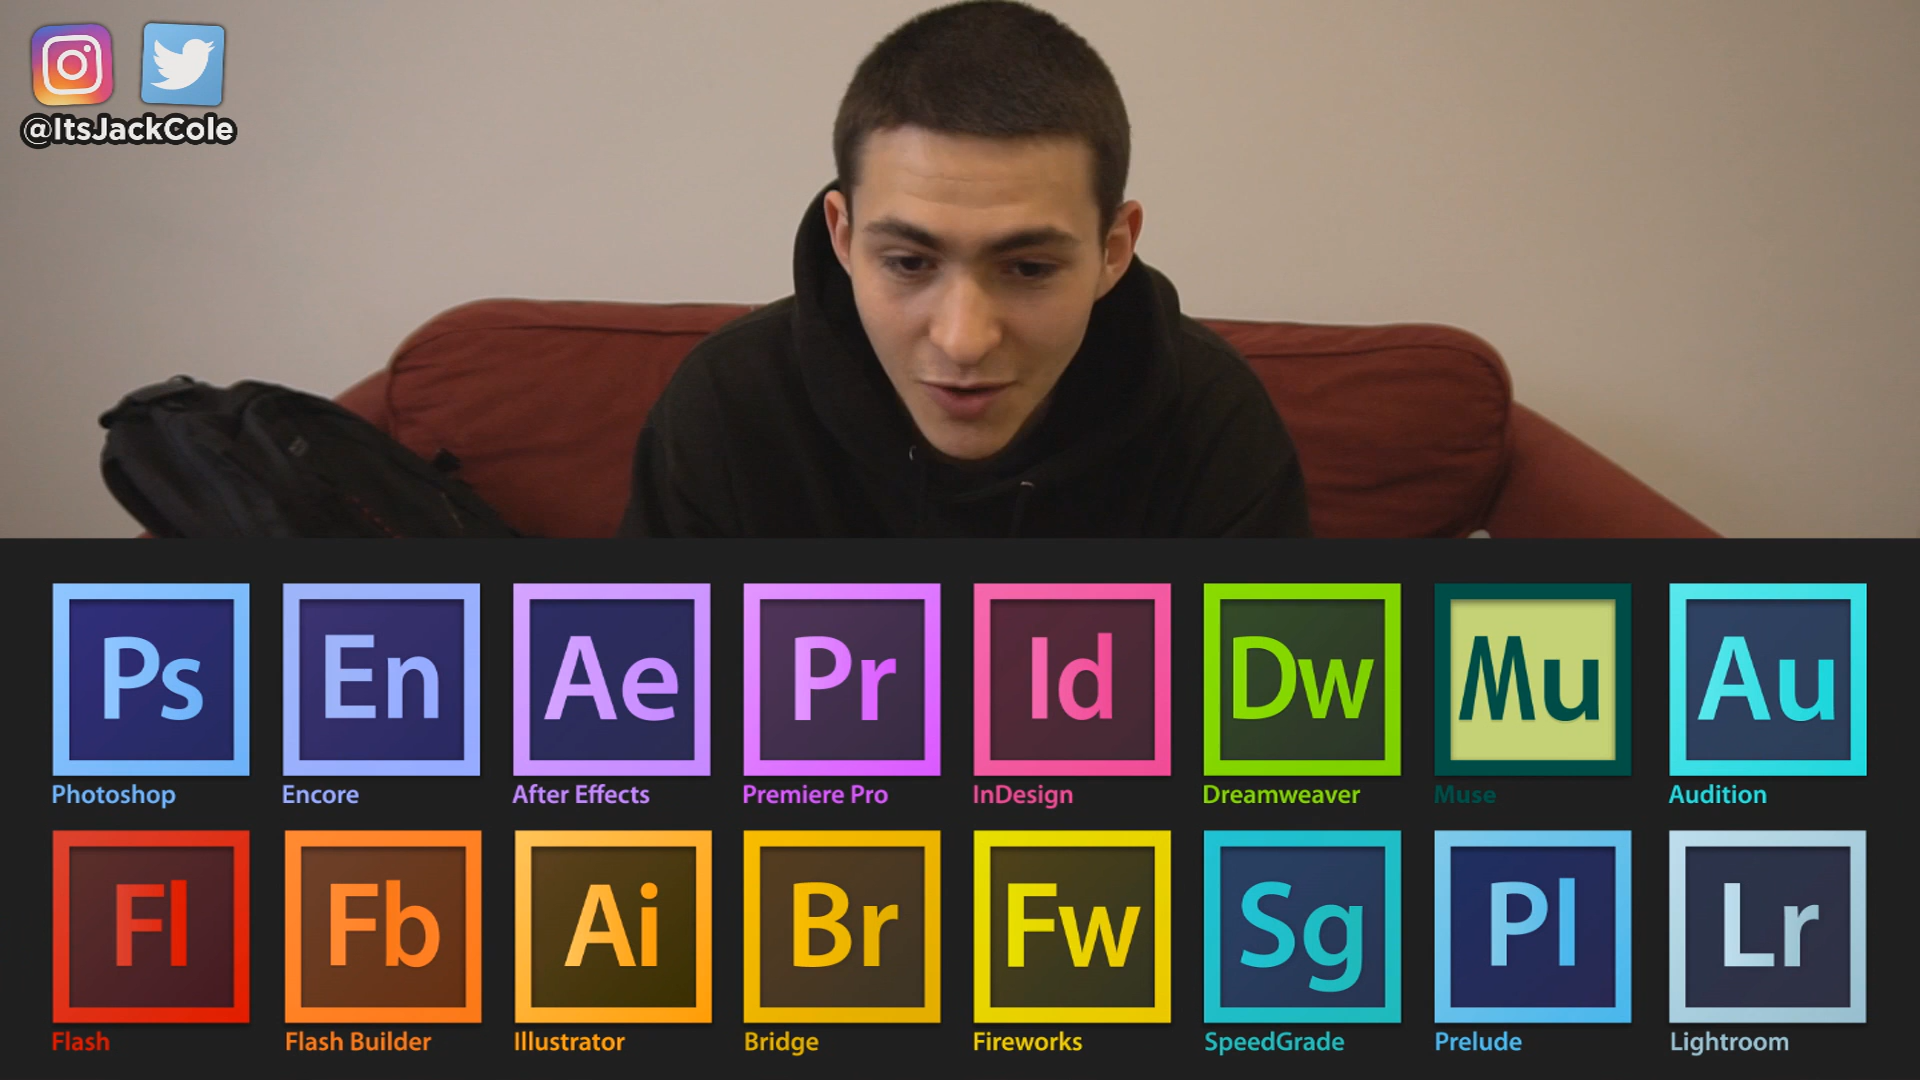 @ItsJackCole
Ps En Ae Pr Id Dw Mu Au
Photoshop Encore After Effects Premiere Pro InDesign Dreamweaver Muse Audition
Fl Fb Ai Br Fw Sg Pl Lr
Flash Flash Builder Illustrator Bridge Fireworks SpeedGrade Prelude Lightroom